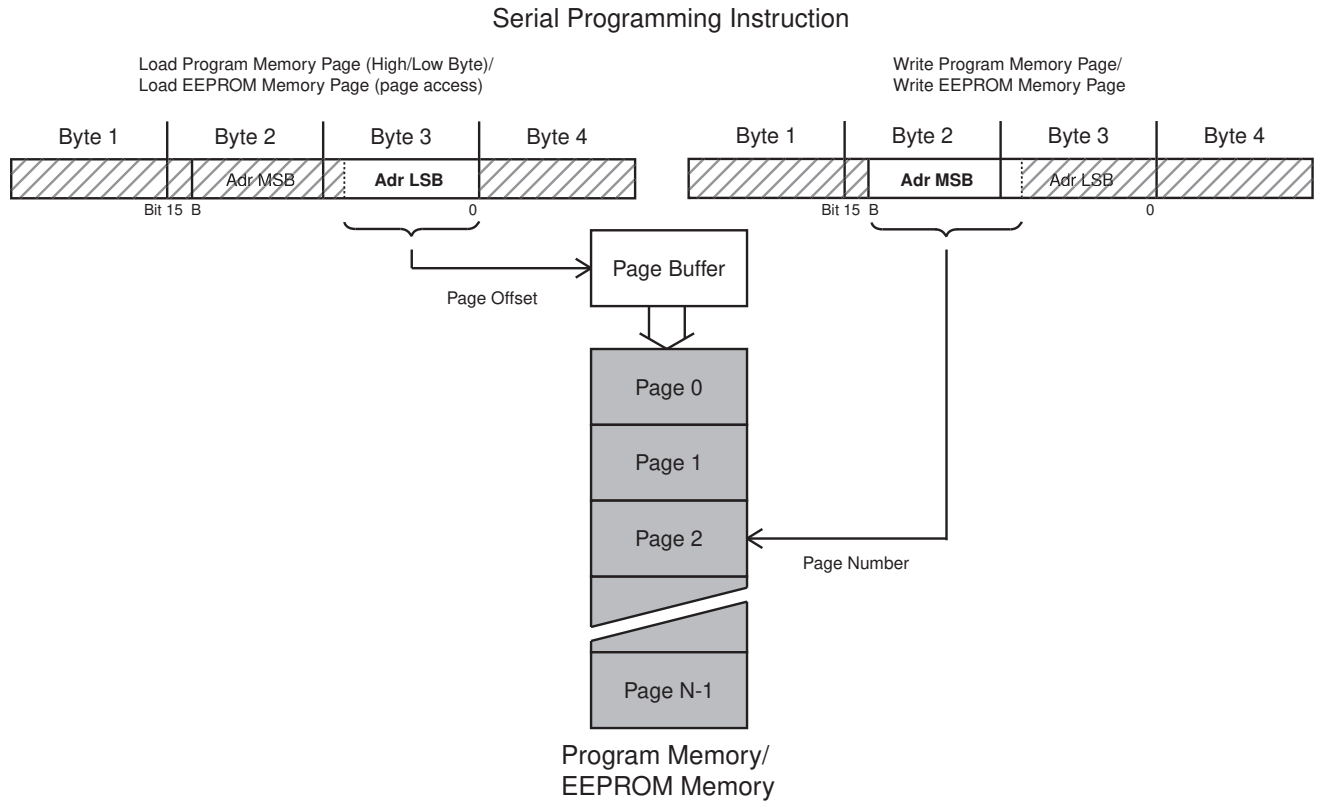 Serial Programming Instruction
Load Program Memory Page (High/Low Byte)/
Load EEPROM Memory Page (page access)
Write Program Memory Page/
Write EEPROM Memory Page
Byte 1 Byte 2 Byte 3 Byte 4
Byte 1 Byte 2 Byte 3 Byte 4
Adr MSB Adr LSB
Adr MSB Adr LSB
Bit 15 B 0
Bit 15 B 0
Page Buffer
Page Offset
Page 0
Page 1
Page 2
Page Number
Page N-1
Program Memory/
EEPROM Memory